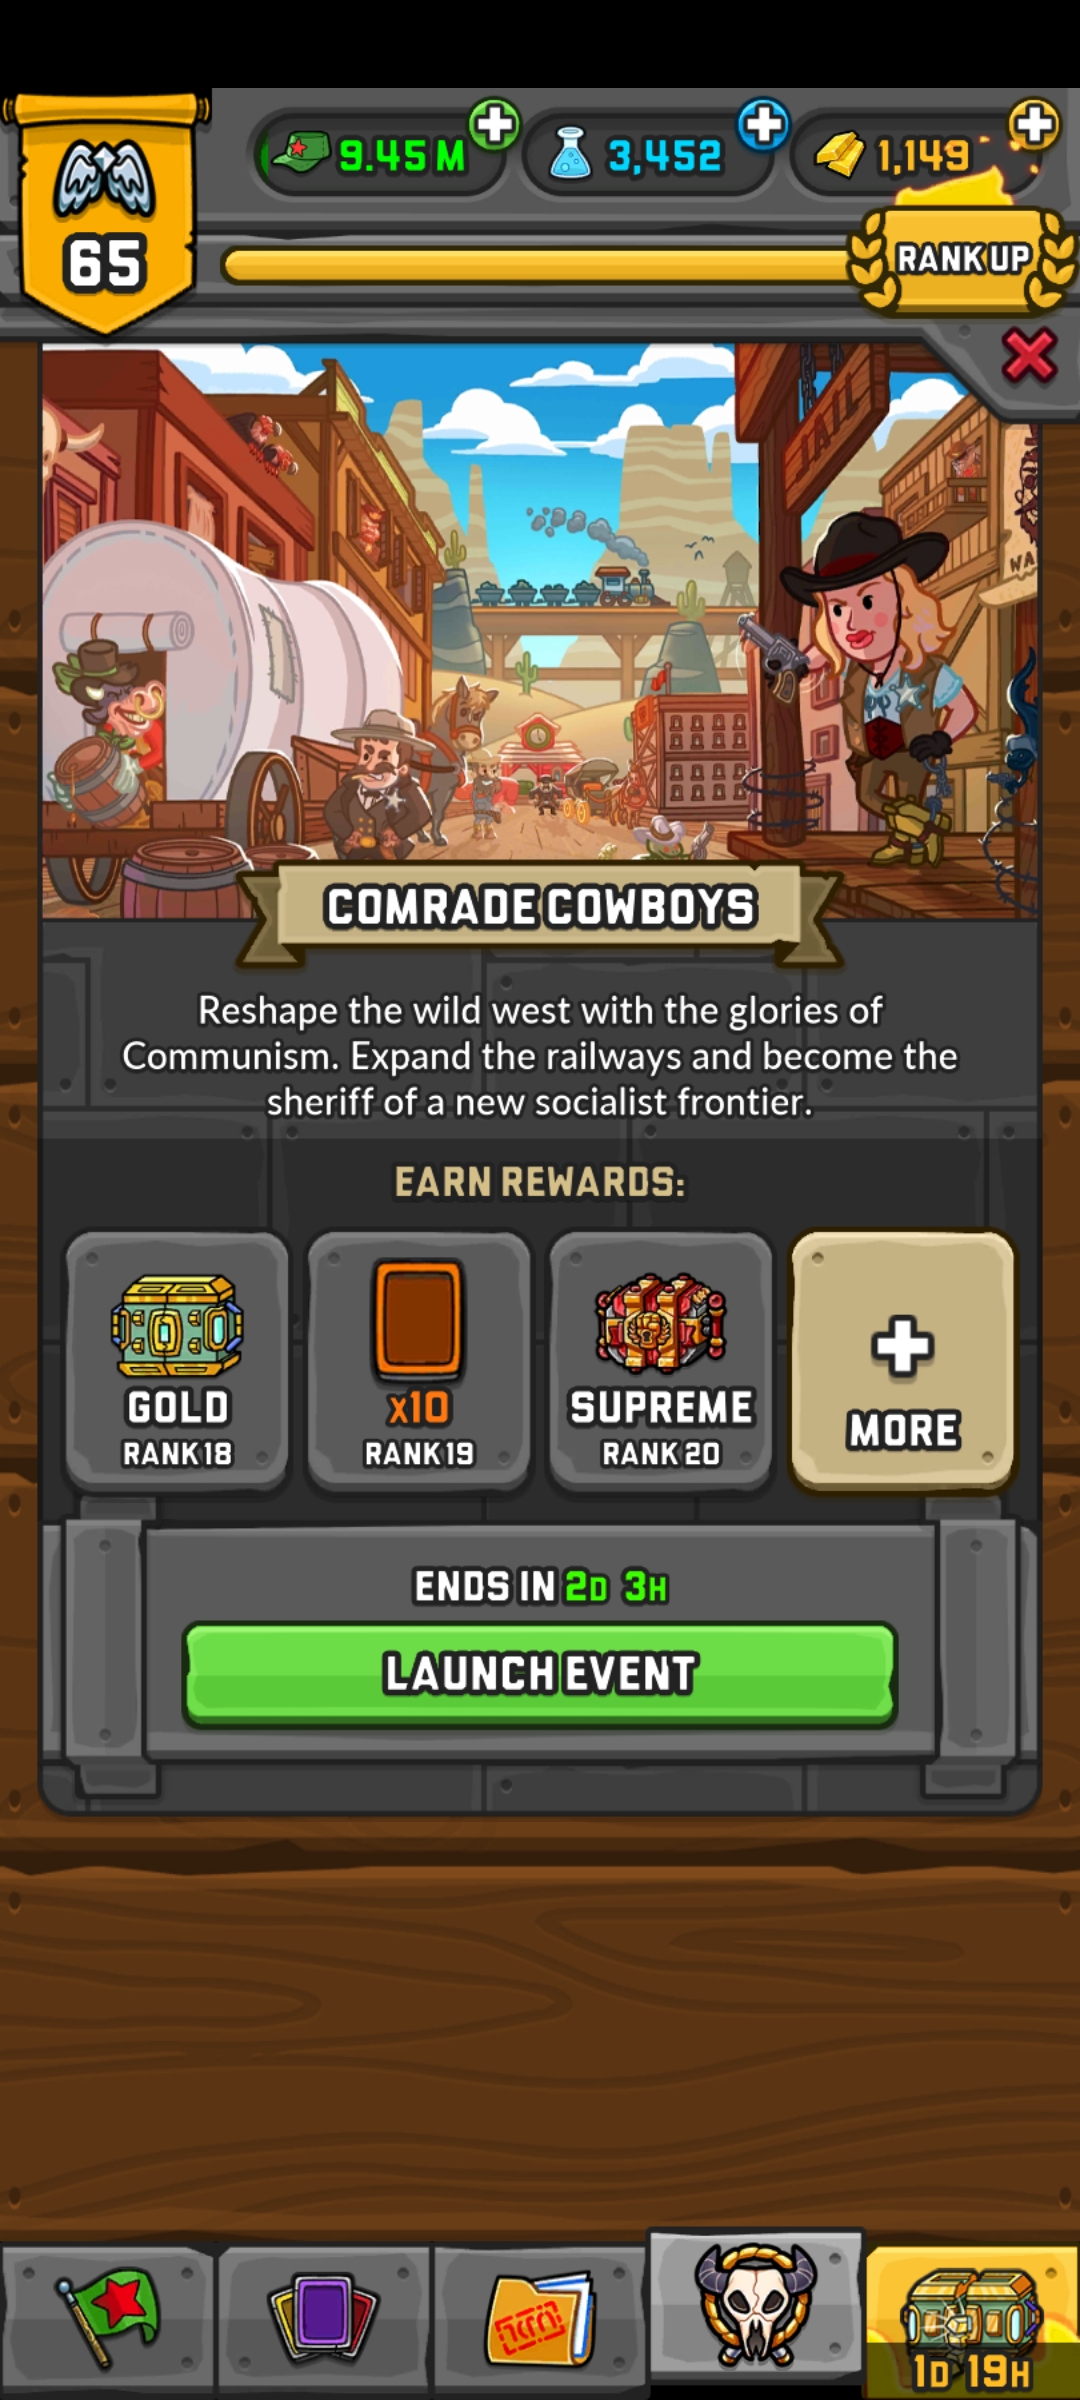 9.45 M
3,452
1,149
65
RANK UP
JAIL
WA
COMRADE COWBOYS
Reshape the wild west with the glories of
Communism. Expand the railways and become the
sheriff of a new socialist frontier.
EARN REWARDS:
GOLD
RANK 18
x10
RANK 19
SUPREME
RANK 20
MORE
ENDS IN 2D 3H
LAUNCH EVENT
1D 19H